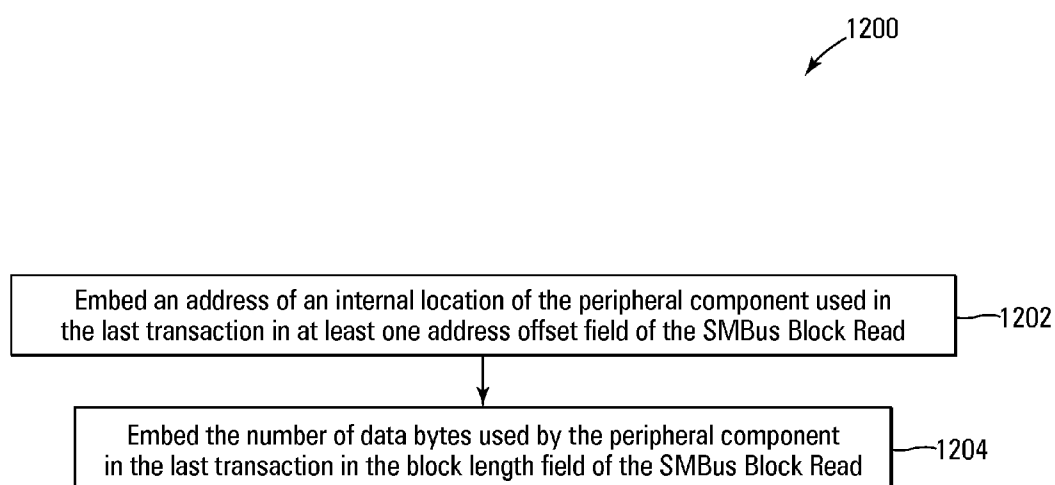 1200
Embed an address of an internal location of the peripheral component used in
the last transaction in at least one address offset field of the SMBus Block Read
1202
Embed the number of data bytes used by the peripheral component
in the last transaction in the block length field of the SMBus Block Read
1204